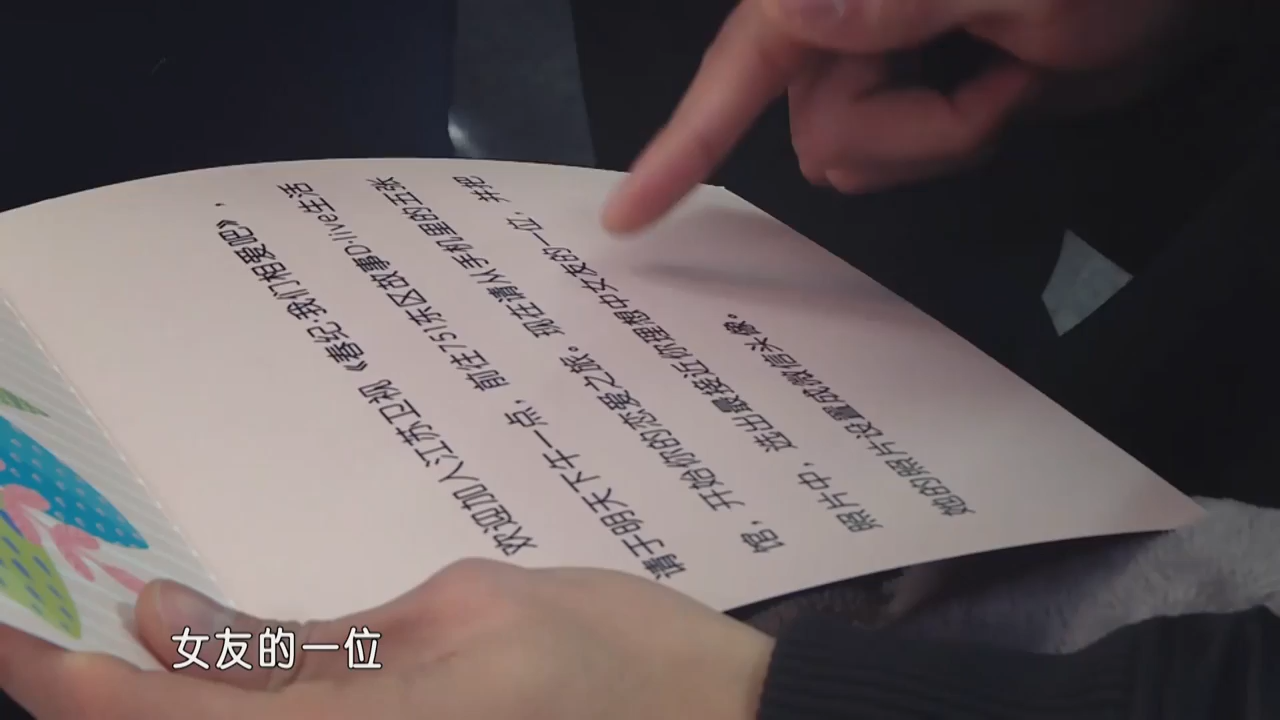 欢迎加入江苏卫视《春纪·我们相爱吧》,
请于明天下午一点,前往751东区故事D·live生活
馆,开始你的恋爱之旅。现在请从手机里的五张
照片中,选出最接近你理想中女友的一位,并把
她的照片设置成微信头像。
女友的一位